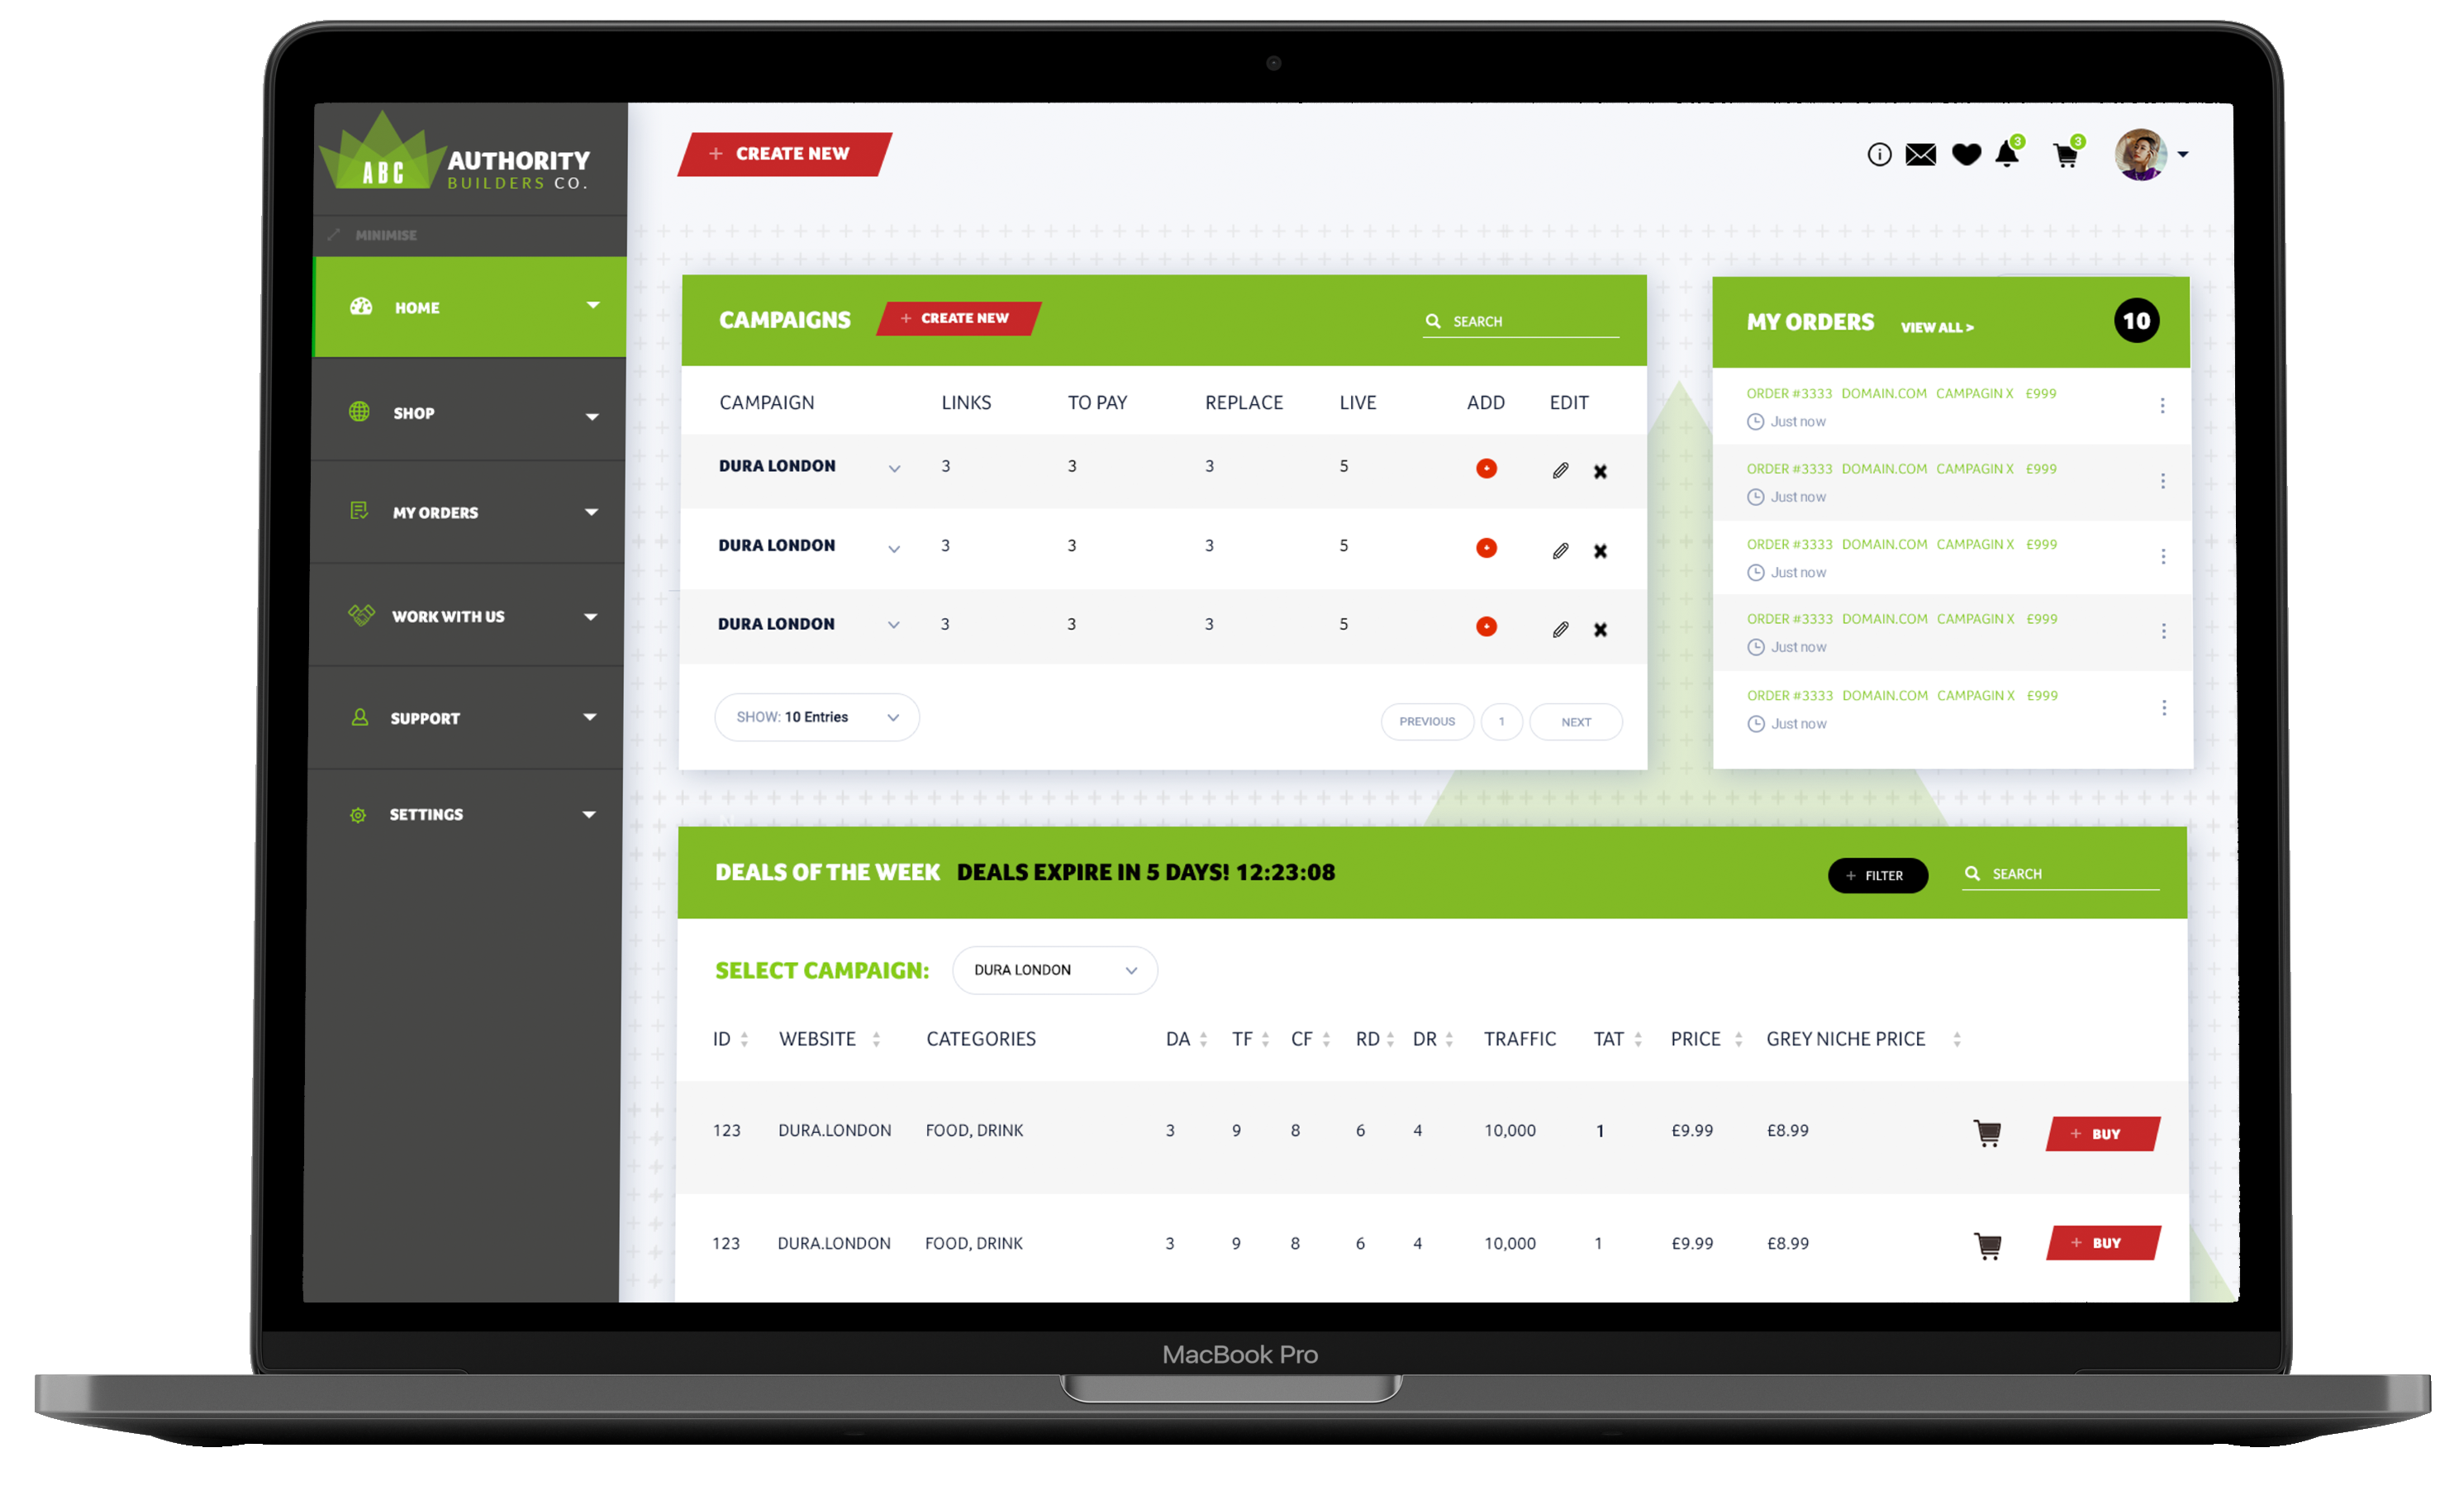 ABC
AUTHORITY
BUILDERS CO.
MINIMISE
HOME
SHOP
MY ORDERS
WORK WITH US
SUPPORT
SETTINGS
+ CREATE NEW
3
3
CAMPAIGNS + CREATE NEW SEARCH
CAMPAIGN LINKS TO PAY REPLACE LIVE ADD EDIT
DURA LONDON 3 3 3 5
DURA LONDON 3 3 3 5
DURA LONDON 3 3 3 5
SHOW: 10 Entries PREVIOUS 1 NEXT
MY ORDERS VIEW ALL > 10
ORDER #3333 DOMAIN.COM CAMPAGIN X £999
Just now
ORDER #3333 DOMAIN.COM CAMPAGIN X £999
Just now
ORDER #3333 DOMAIN.COM CAMPAGIN X £999
Just now
ORDER #3333 DOMAIN.COM CAMPAGIN X £999
Just now
ORDER #3333 DOMAIN.COM CAMPAGIN X £999
Just now
DEALS OF THE WEEK DEALS EXPIRE IN 5 DAYS! 12:23:08 + FILTER SEARCH
SELECT CAMPAIGN: DURA LONDON
ID WEBSITE CATEGORIES DA TF CF RD DR TRAFFIC TAT PRICE GREY NICHE PRICE
123 DURA.LONDON FOOD, DRINK 3 9 8 6 4 10,000 1 £9.99 £8.99 + BUY
123 DURA.LONDON FOOD, DRINK 3 9 8 6 4 10,000 1 £9.99 £8.99 + BUY
MacBook Pro